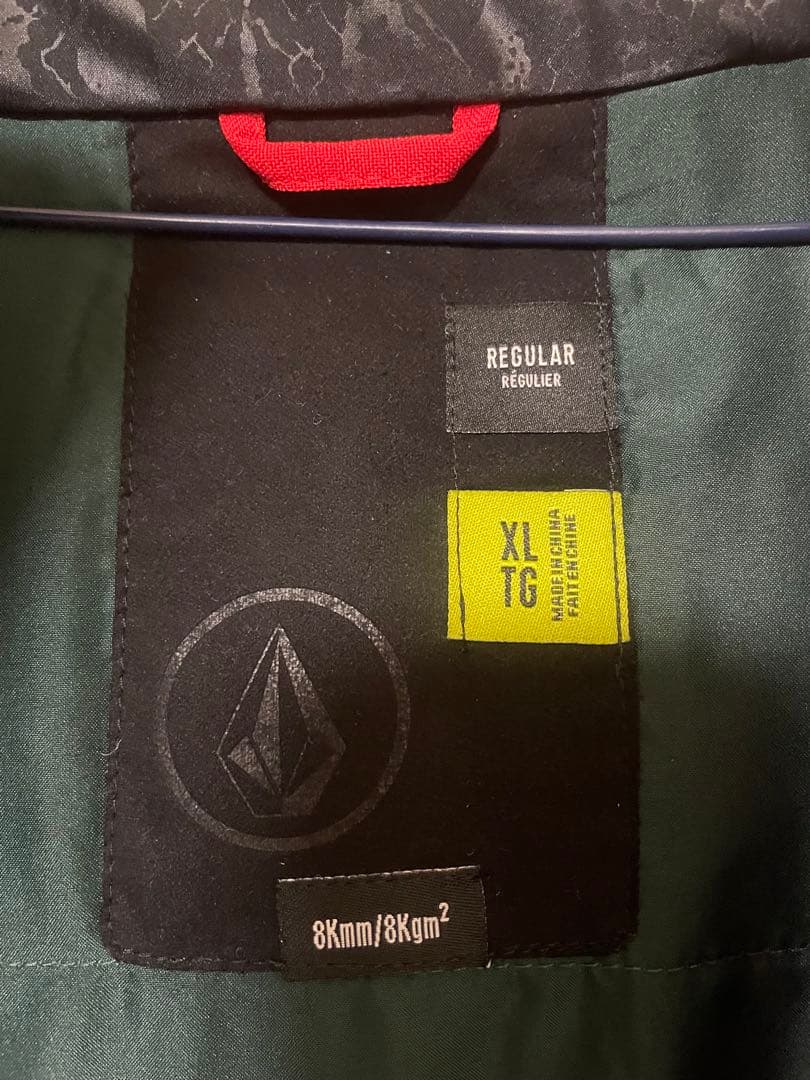 REGULAR
RÉGULIER
XL
TG
MADE IN CHINA
FAIT EN CHINE
8Kmm/8Kgm²